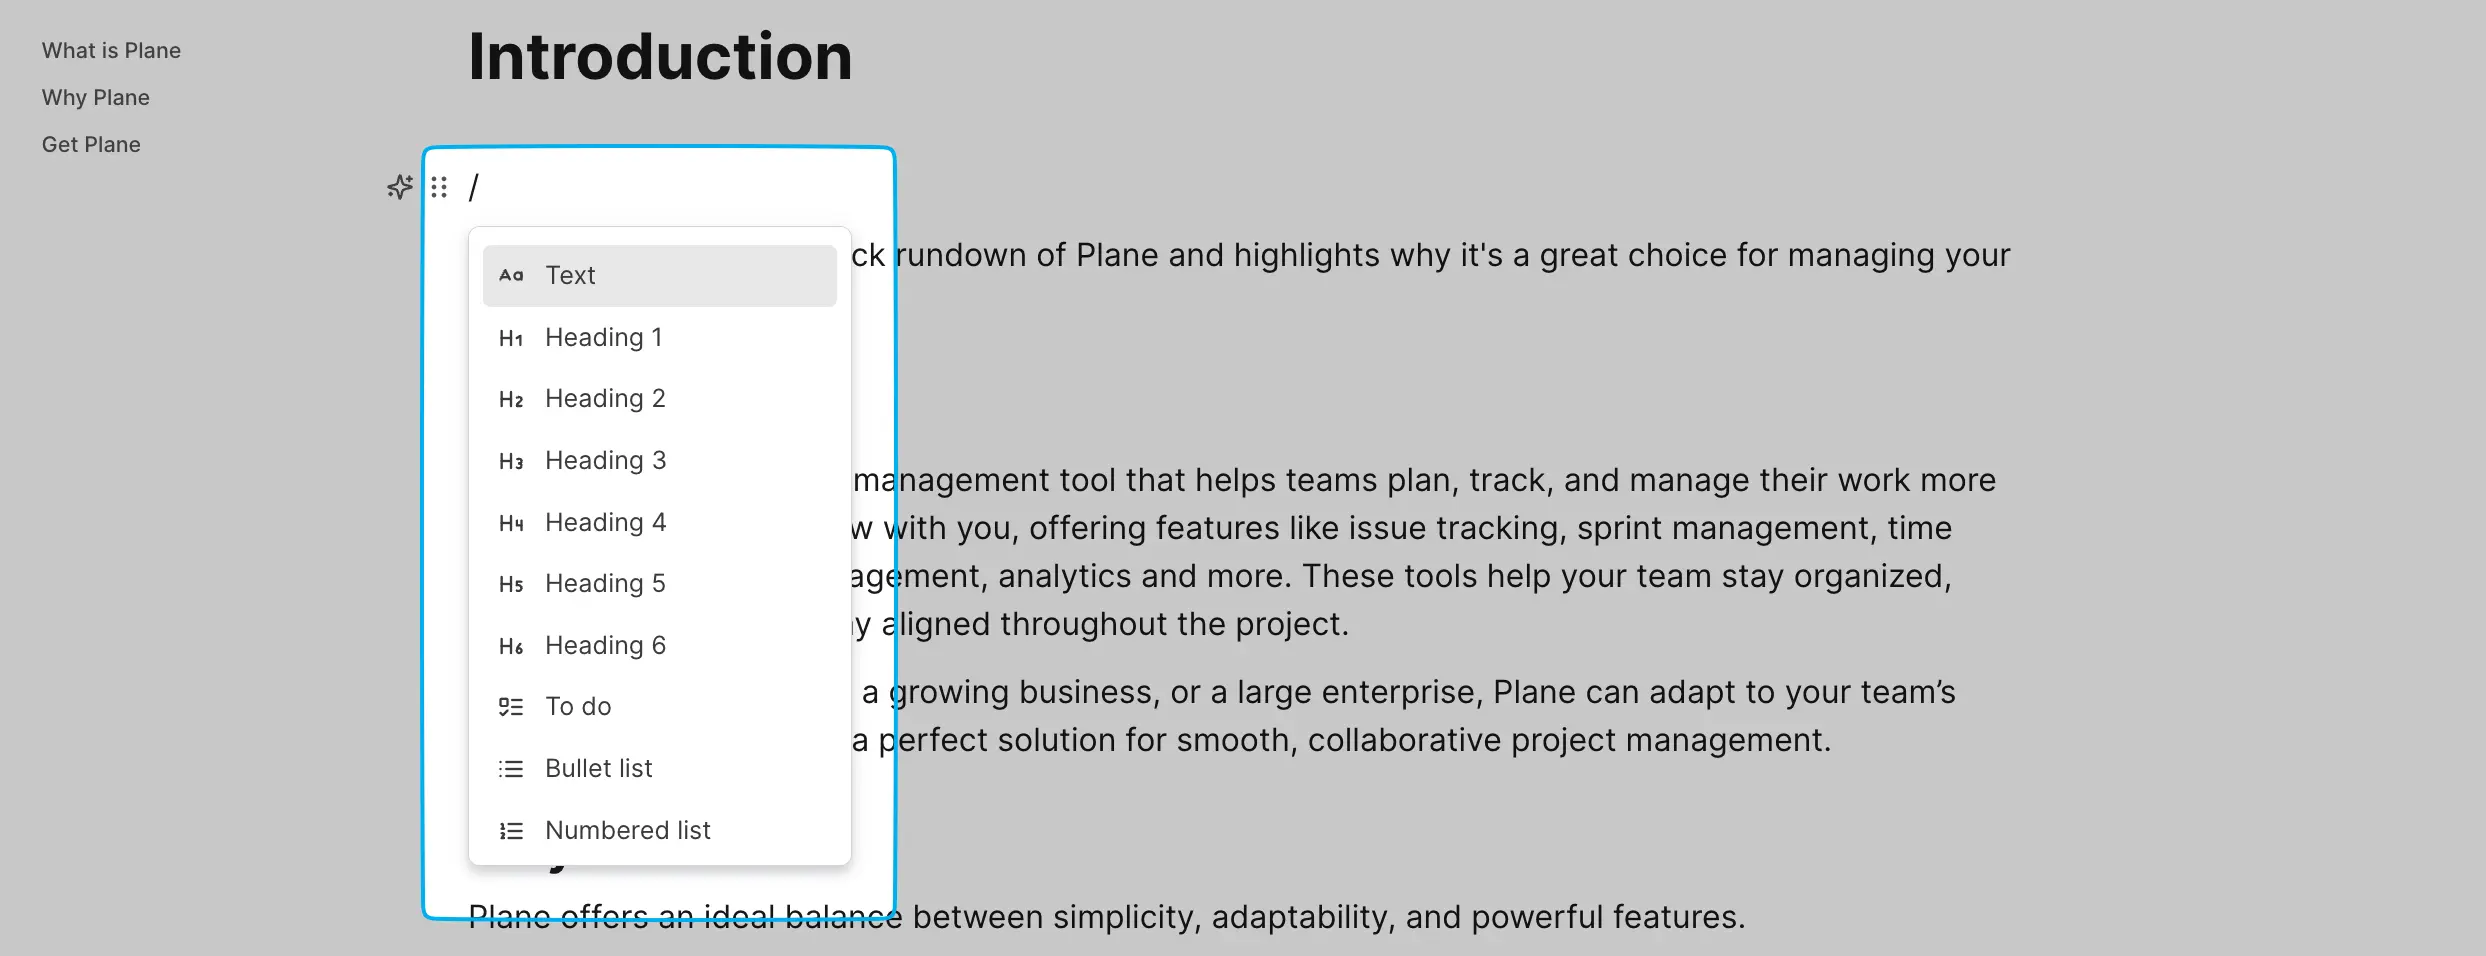 What is Plane
Why Plane
Get Plane
Introduction
/
Aa Text
H1 Heading 1
H2 Heading 2
H3 Heading 3
H4 Heading 4
H5 Heading 5
H6 Heading 6
To do
Bullet list
Numbered list
rundown of Plane and highlights why it's a great choice for managing your
management tool that helps teams plan, track, and manage their work more
with you, offering features like issue tracking, sprint management, time
analytics and more. These tools help your team stay organized,
aligned throughout the project.
a growing business, or a large enterprise, Plane can adapt to your team’s
a perfect solution for smooth, collaborative project management.
Plane offers an ideal balance between simplicity, adaptability, and powerful features.